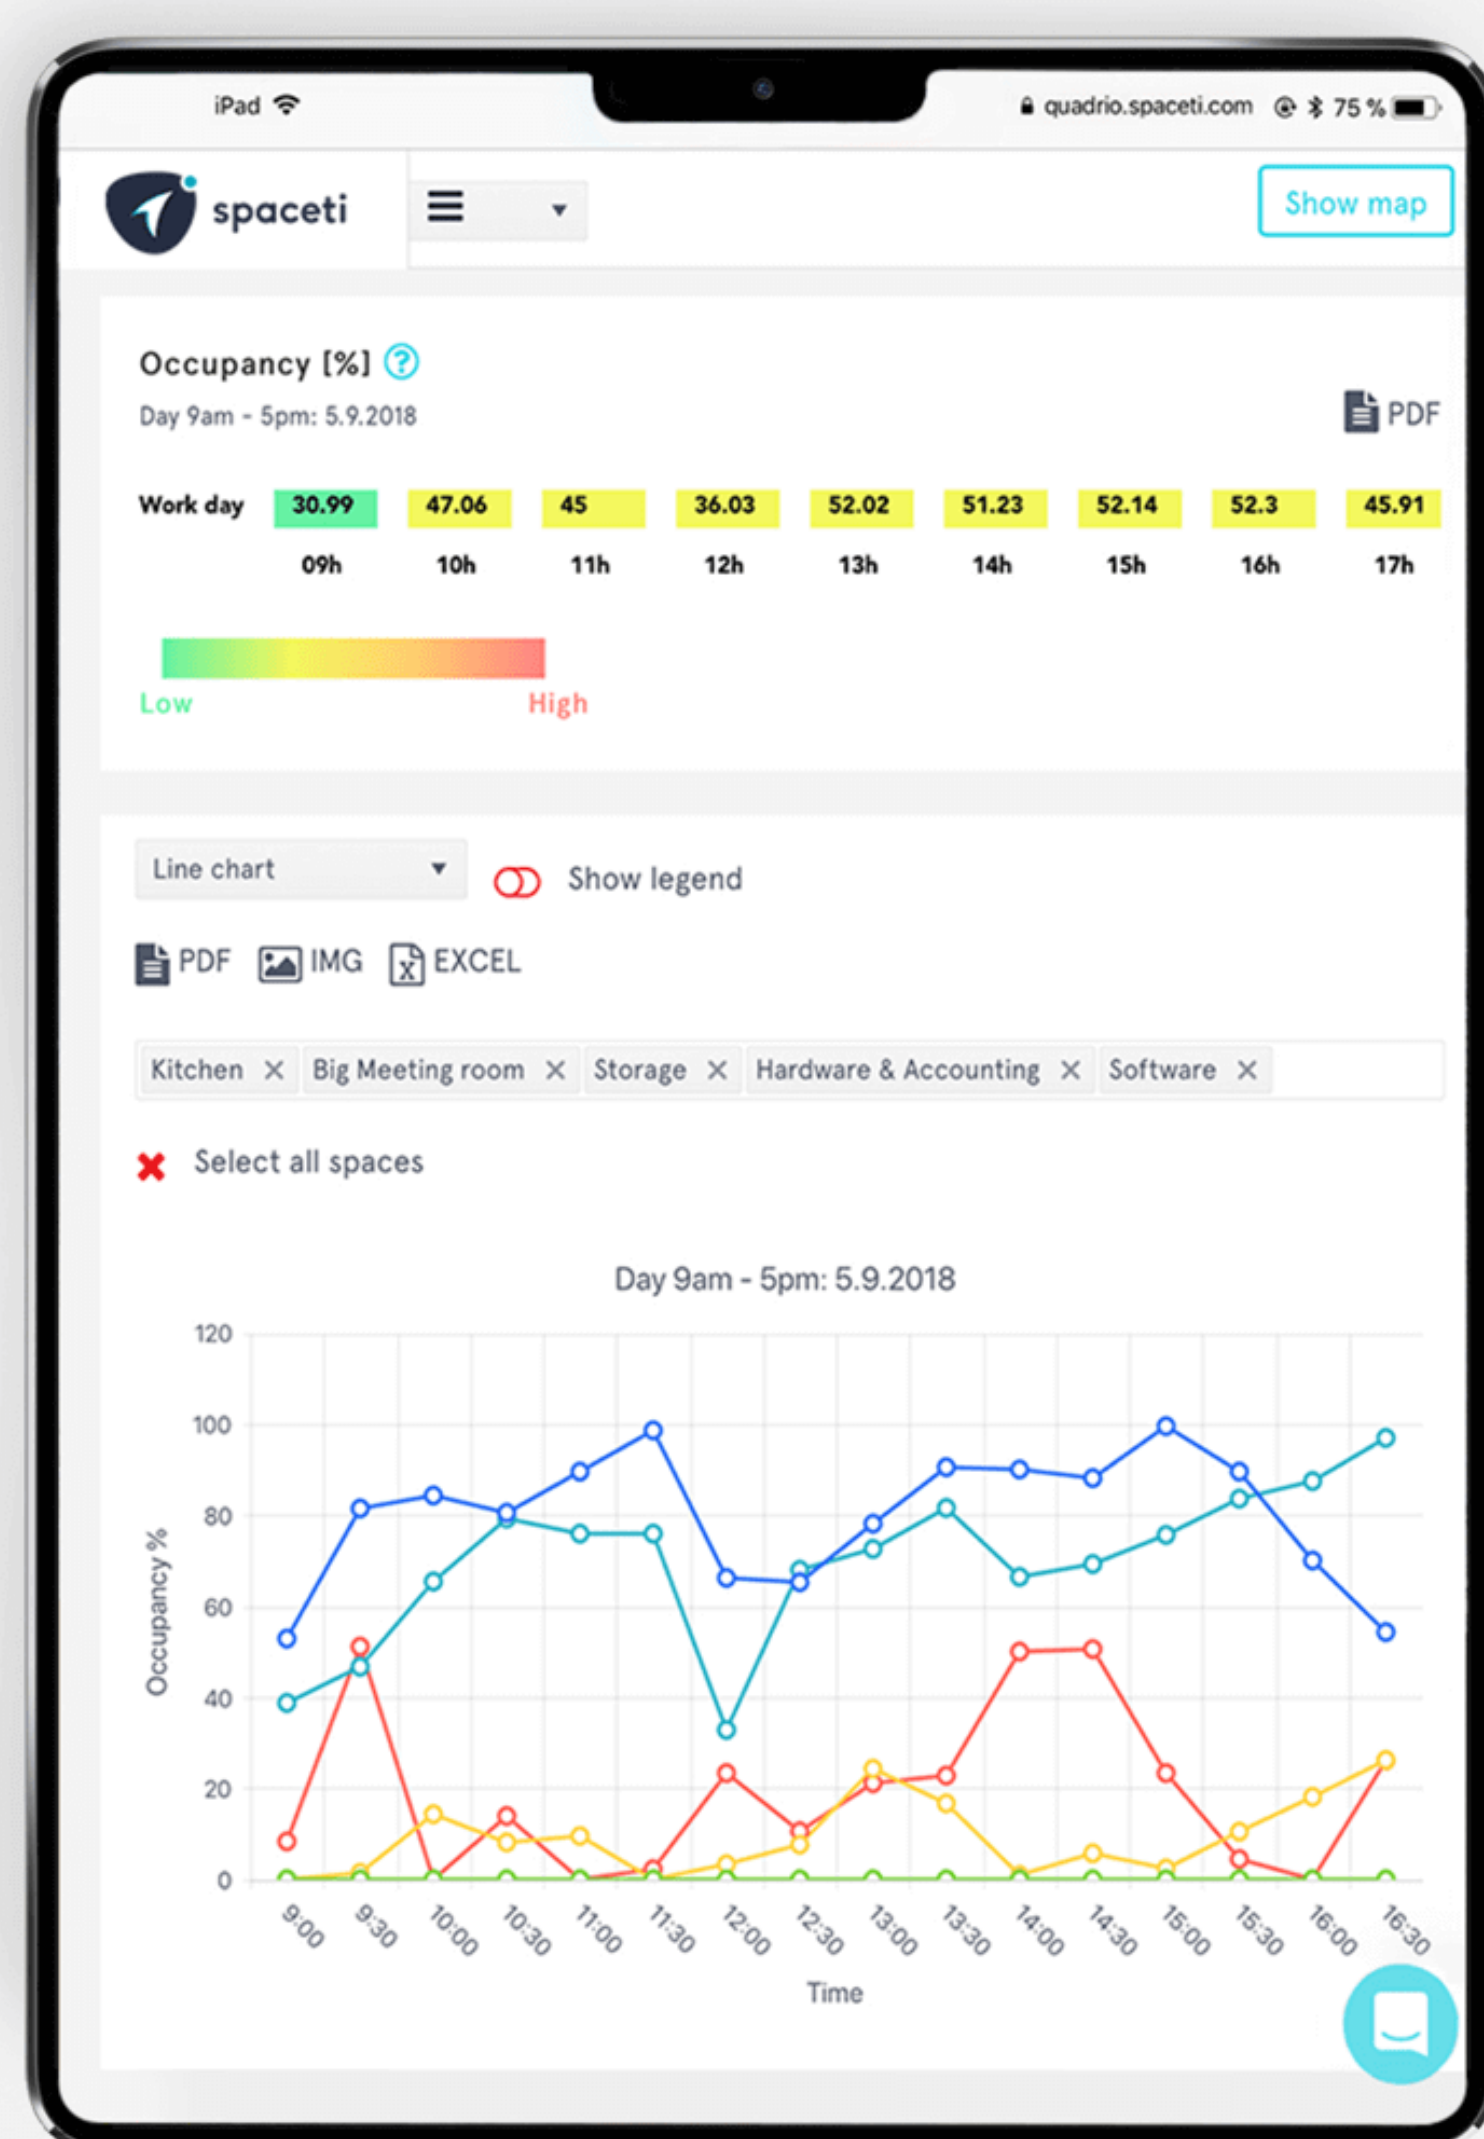 iPad
quadrio.spaceti.com 75 %
spaceti
Show map
Occupancy [%] ?
Day 9am - 5pm: 5.9.2018
PDF
Work day 30.99 47.06 45 36.03 52.02 51.23 52.14 52.3 45.91
09h 10h 11h 12h 13h 14h 15h 16h 17h
Low High
Line chart
Show legend
PDF IMG X EXCEL
Kitchen × Big Meeting room × Storage × Hardware & Accounting × Software ×
Select all spaces
Day 9am - 5pm: 5.9.2018
120
100
80
60
40
20
0
Occupancy %
9:00 9:30 10:00 10:30 11:00 11:30 12:00 12:30 13:00 13:30 14:00 14:30 15:00 15:30 16:00 16:30
Time